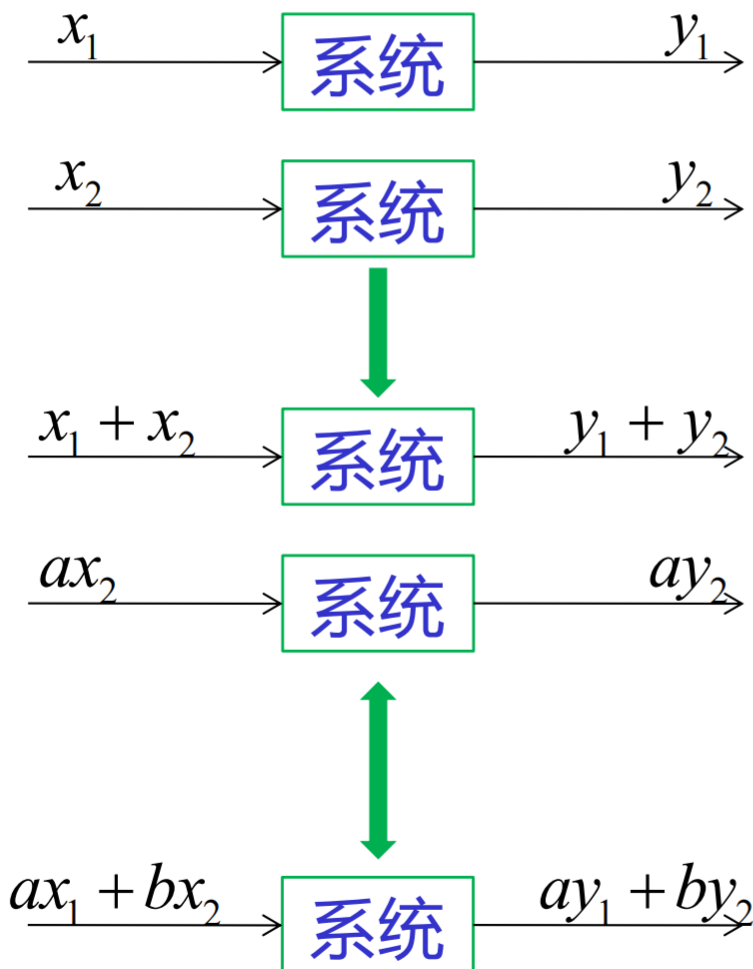 x₁ 系统 y₁
x₂ 系统 y₂
x₁ + x₂ 系统 y₁ + y₂
ax₂ 系统 ay₂
ax₁ + bx₂ 系统 ay₁ + by₂